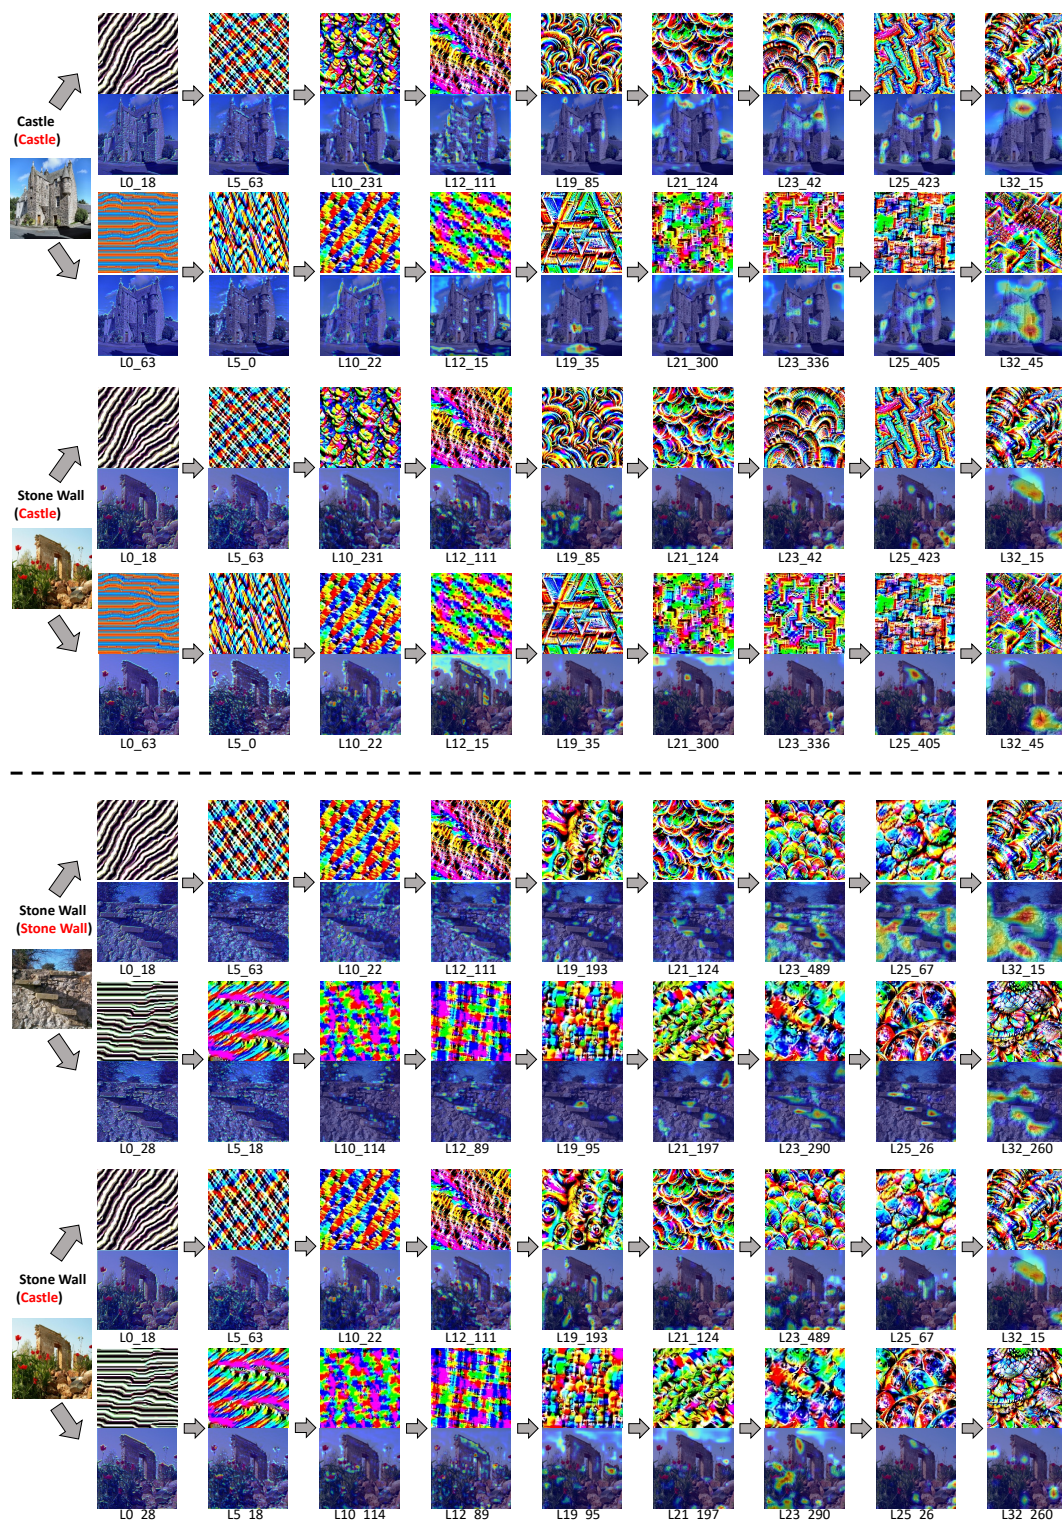 Castle
(Castle)
L0_18 L5_63 L10_231 L12_111 L19_85 L21_124 L23_42 L25_423 L32_15
L0_63 L5_0 L10_22 L12_15 L19_35 L21_300 L23_336 L25_405 L32_45
Stone Wall
(Castle)
L0_18 L5_63 L10_231 L12_111 L19_85 L21_124 L23_42 L25_423 L32_15
L0_63 L5_0 L10_22 L12_15 L19_35 L21_300 L23_336 L25_405 L32_45
Stone Wall
(Stone Wall)
L0_18 L5_63 L10_22 L12_111 L19_193 L21_124 L23_489 L25_67 L32_15
L0_28 L5_18 L10_114 L12_89 L19_95 L21_197 L23_290 L25_26 L32_260
Stone Wall
(Castle)
L0_18 L5_63 L10_22 L12_111 L19_193 L21_124 L23_489 L25_67 L32_15
L0_28 L5_18 L10_114 L12_89 L19_95 L21_197 L23_290 L25_26 L32_260